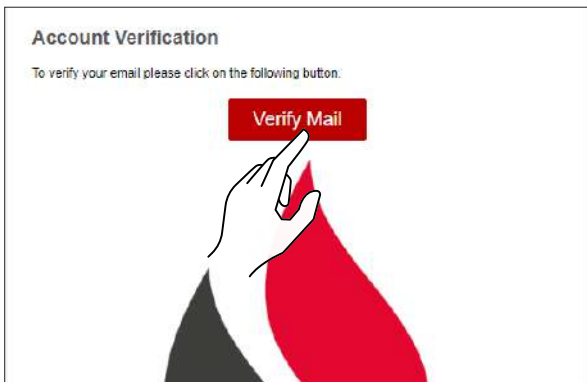 Account Verification
To verify your email please click on the following button.
Verify Mail